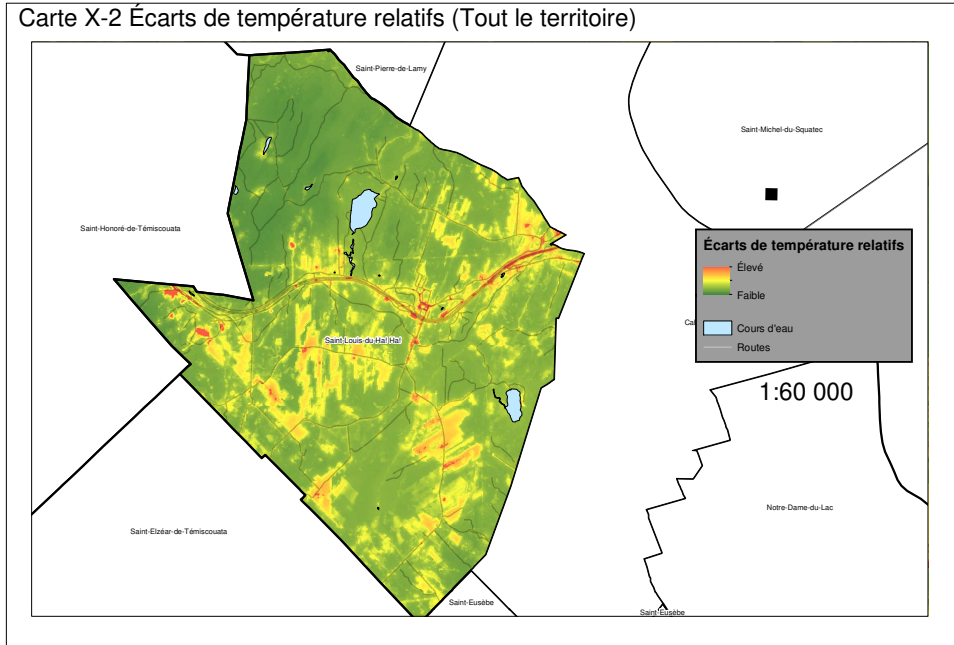 Carte X-2 Écarts de température relatifs (Tout le territoire)
Saint-Pierre-de-Lamy
Saint-Michel-du-Squatec
Saint-Honoré-de-Témiscouata
Écarts de température relatifs
Élevé
Faible
Cours d'eau
Routes
Saint-Louis-du-Ha! Ha!
1:60 000
Notre-Dame-du-Lac
Saint-Elzéar-de-Témiscouata
Saint-Eusèbe
Saint-Eusèbe